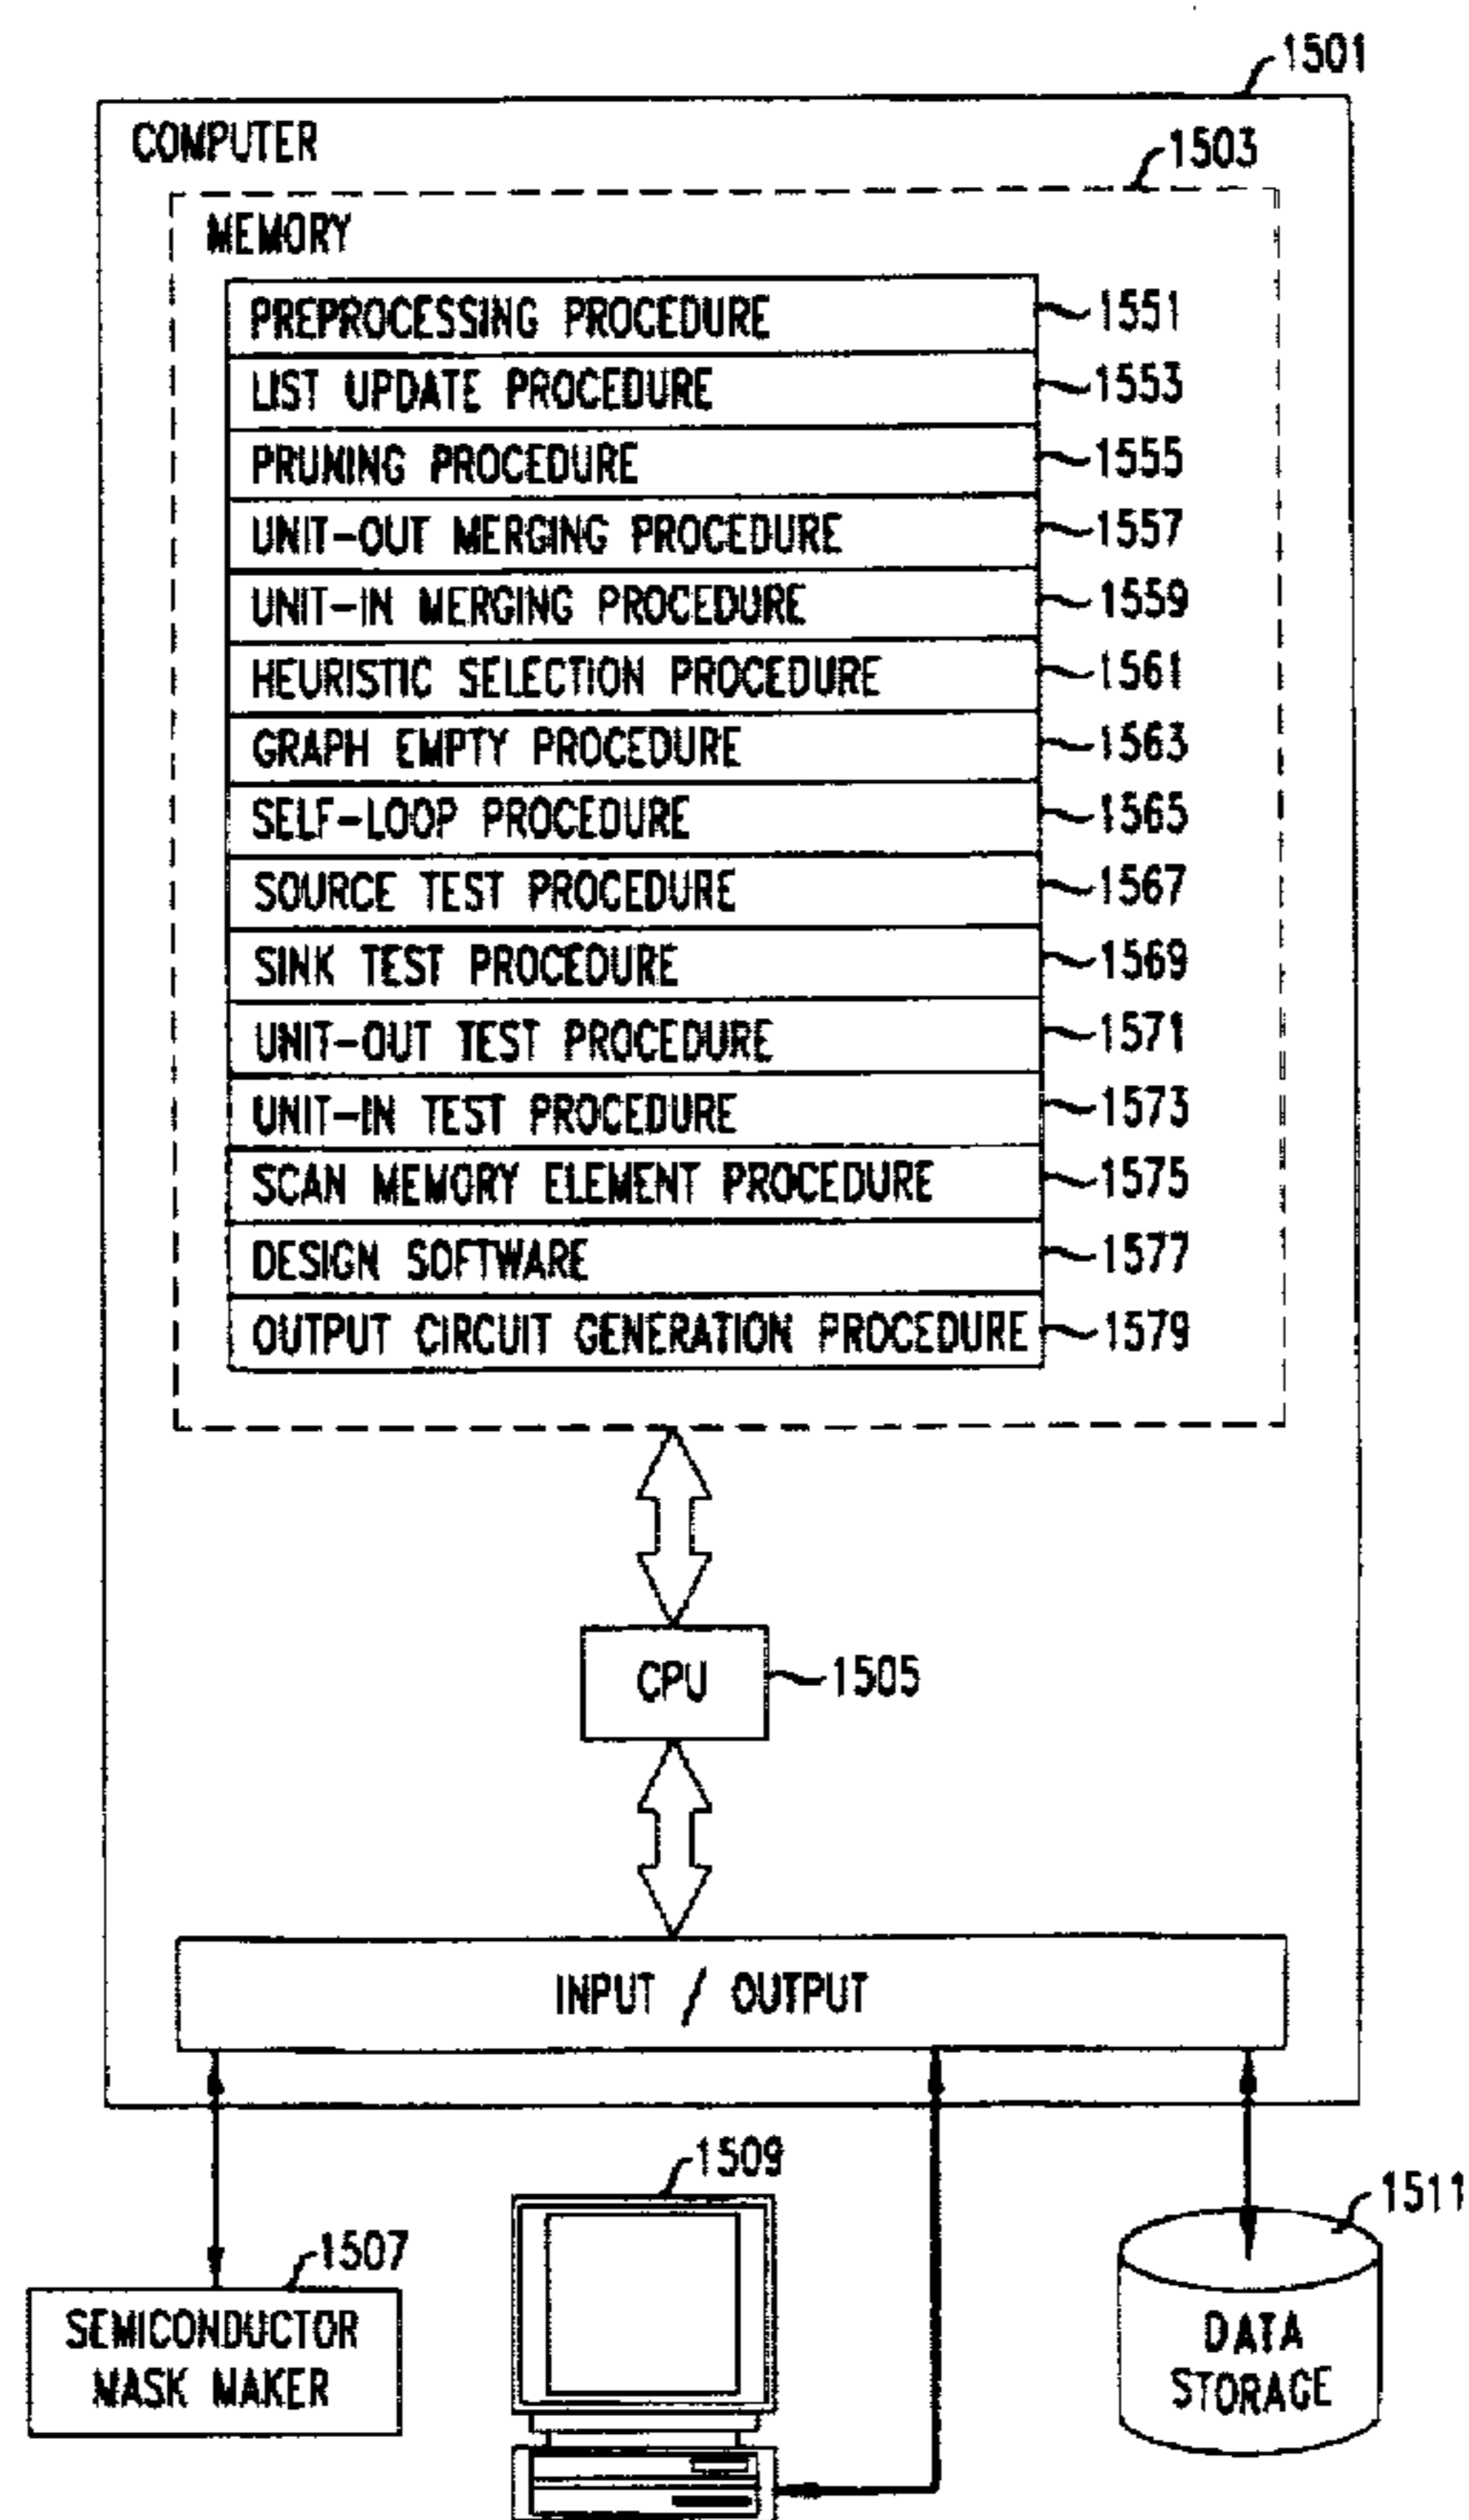 1501
COMPUTER
1503
MEMORY
PREPROCESSING PROCEDURE 1551
LIST UPDATE PROCEDURE 1553
PRUNING PROCEDURE 1555
UNIT-OUT MERGING PROCEDURE 1557
UNIT-IN MERGING PROCEDURE 1559
HEURISTIC SELECTION PROCEDURE 1561
GRAPH EMPTY PROCEDURE 1563
SELF-LOOP PROCEDURE 1565
SOURCE TEST PROCEDURE 1567
SINK TEST PROCEDURE 1569
UNIT-OUT TEST PROCEDURE 1571
UNIT-IN TEST PROCEDURE 1573
SCAN MEMORY ELEMENT PROCEDURE 1575
DESIGN SOFTWARE 1577
OUTPUT CIRCUIT GENERATION PROCEDURE 1579
CPU 1505
INPUT / OUTPUT
1509
1511
1507
SEMICONDUCTOR
MASK MAKER
DATA
STORAGE